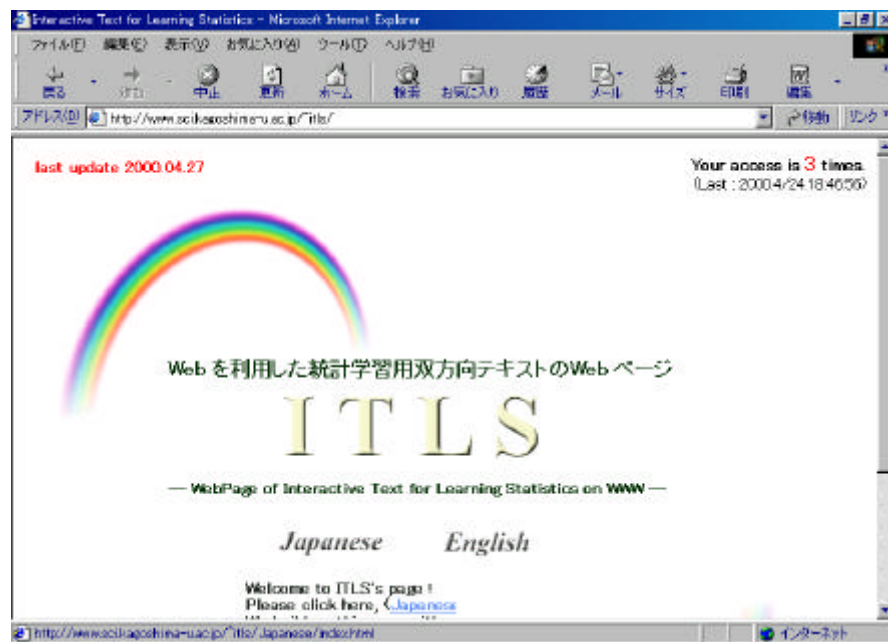 Interactive Text for Learning Statistics - Microsoft Internet Explorer
ファイル(F) 編集(E) 表示(V) お気に入り(A) ツール(T) ヘルプ(H)
戻る 中止 更新 ホーム 検索 お気に入り 履歴 メール サイズ 印刷 編集
アドレス(D) http://www.sci.kagoshima-u.ac.jp/~itls/ 移動 リンク
last update 2000.04.27
Your access is 3 times.
(Last : 2000.4/24.18:46:56)
Web を利用した統計学習用双方向テキストのWeb ページ
ITLS
— WebPage of Interactive Text for Learning Statistics on WWW —
Japanese English
Welcome to ITLS's page !
Please click here, (Japanese
http://www.sci.kagoshima-u.ac.jp/~itls/Japanese/index.html インターネット